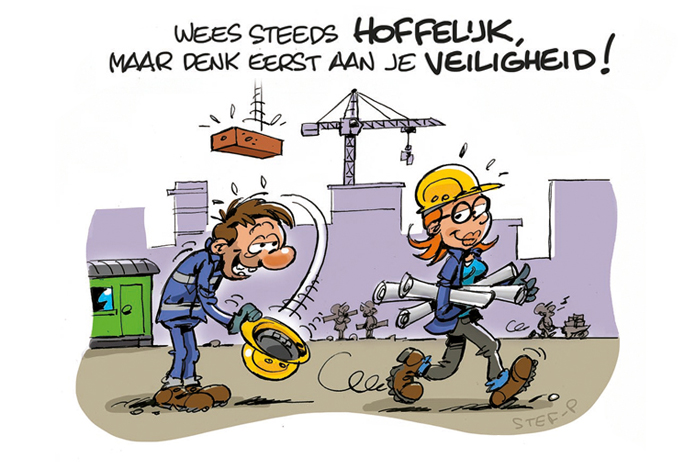 WEES STEEDS HOFFELIJK,
MAAR DENK EERST AAN JE VEILIGHEID!
STEF-P